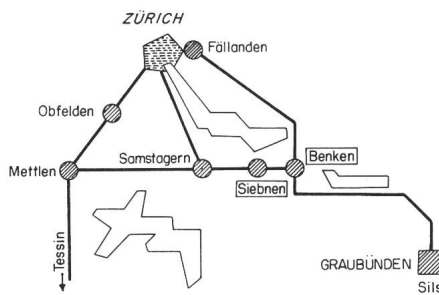 ZÜRICH
Fällanden
Obfelden
Mettlen
Samstagern
Siebnen
Benken
Tessin
GRAUBÜNDEN
Sils